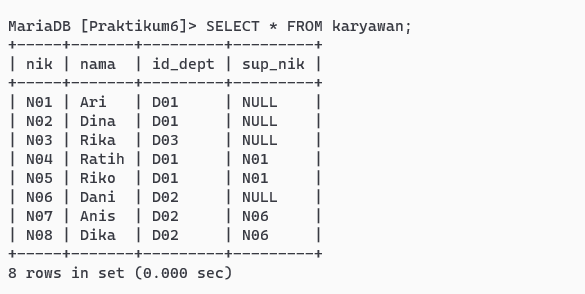 MariaDB [Praktikum6]> SELECT * FROM karyawan;
+-----+-------+---------+---------+
| nik | nama  | id_dept | sup_nik |
+-----+-------+---------+---------+
| N01 | Ari   | D01     | NULL    |
| N02 | Dina  | D01     | NULL    |
| N03 | Rika  | D03     | NULL    |
| N04 | Ratih | D01     | N01     |
| N05 | Riko  | D01     | N01     |
| N06 | Dani  | D02     | NULL    |
| N07 | Anis  | D02     | N06     |
| N08 | Dika  | D02     | N06     |
+-----+-------+---------+---------+
8 rows in set (0.000 sec)